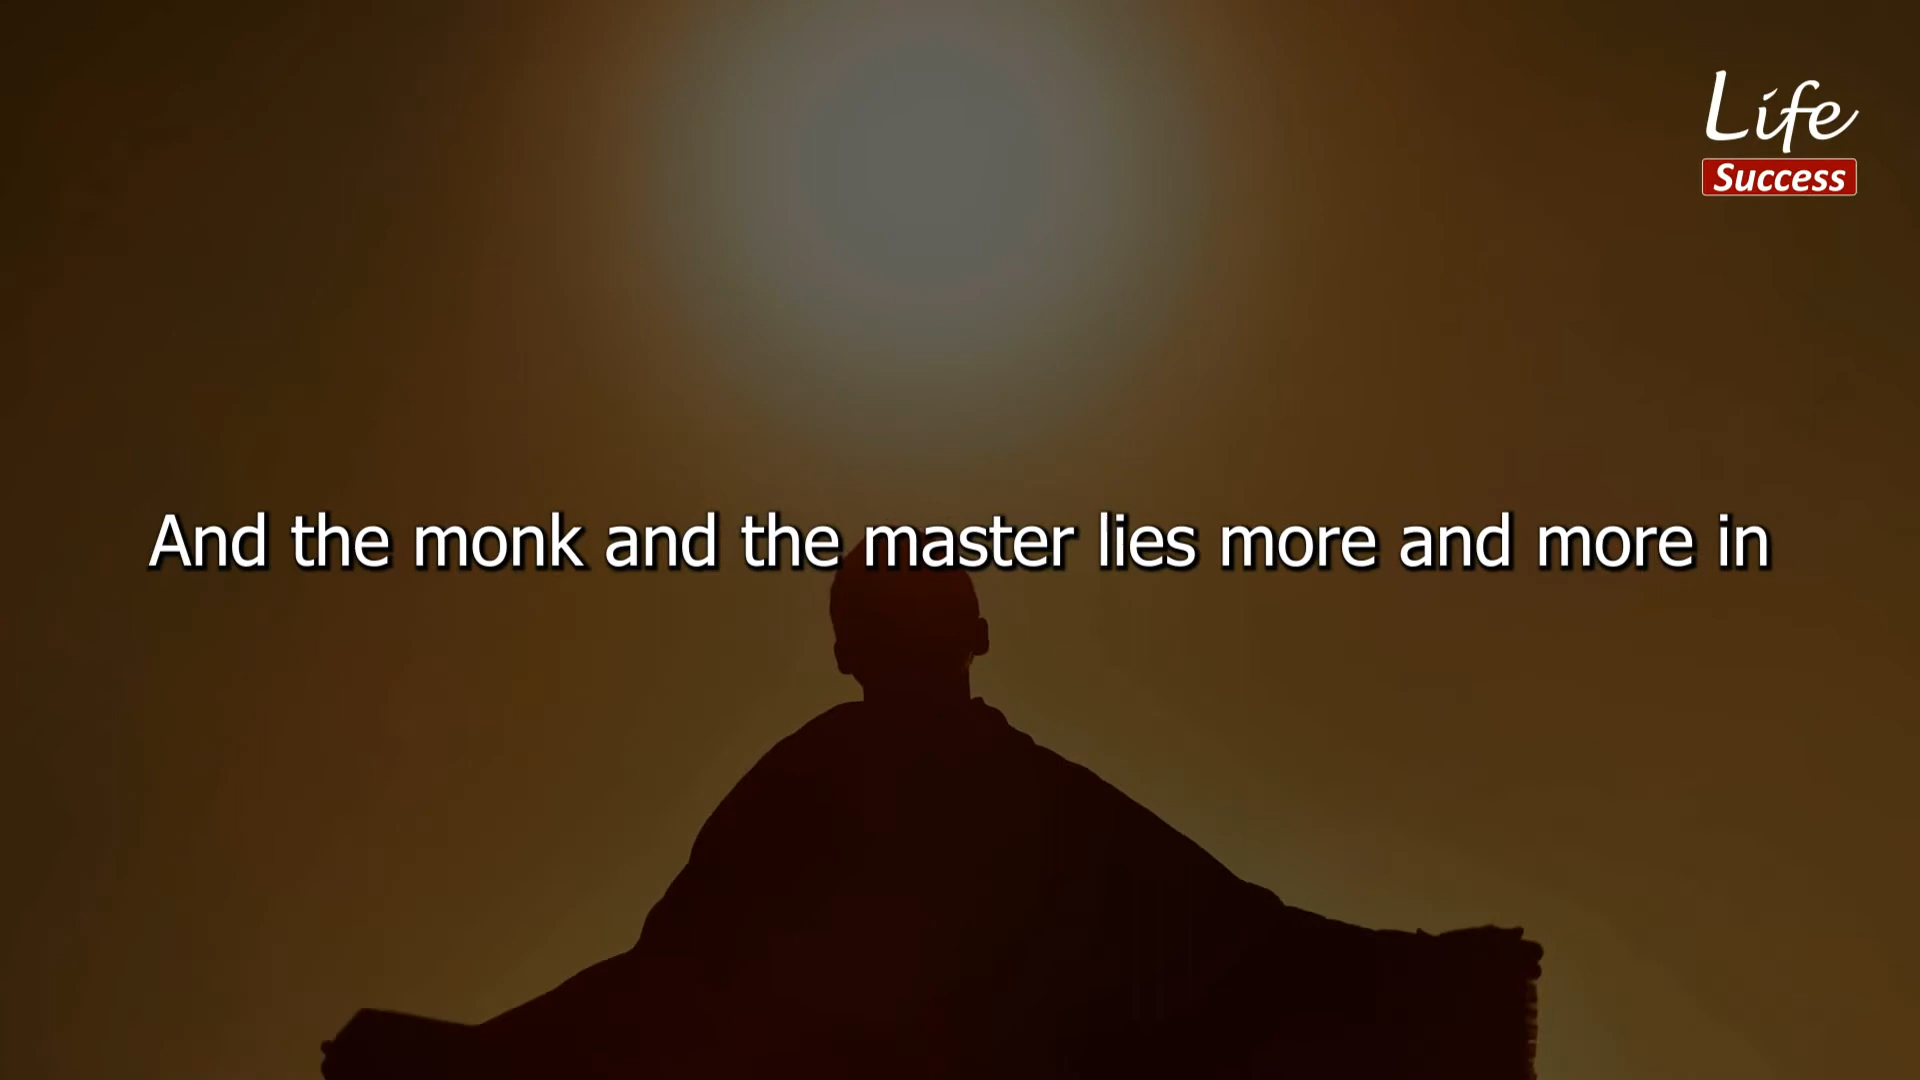 Life
Success
And the monk and the master lies more and more in